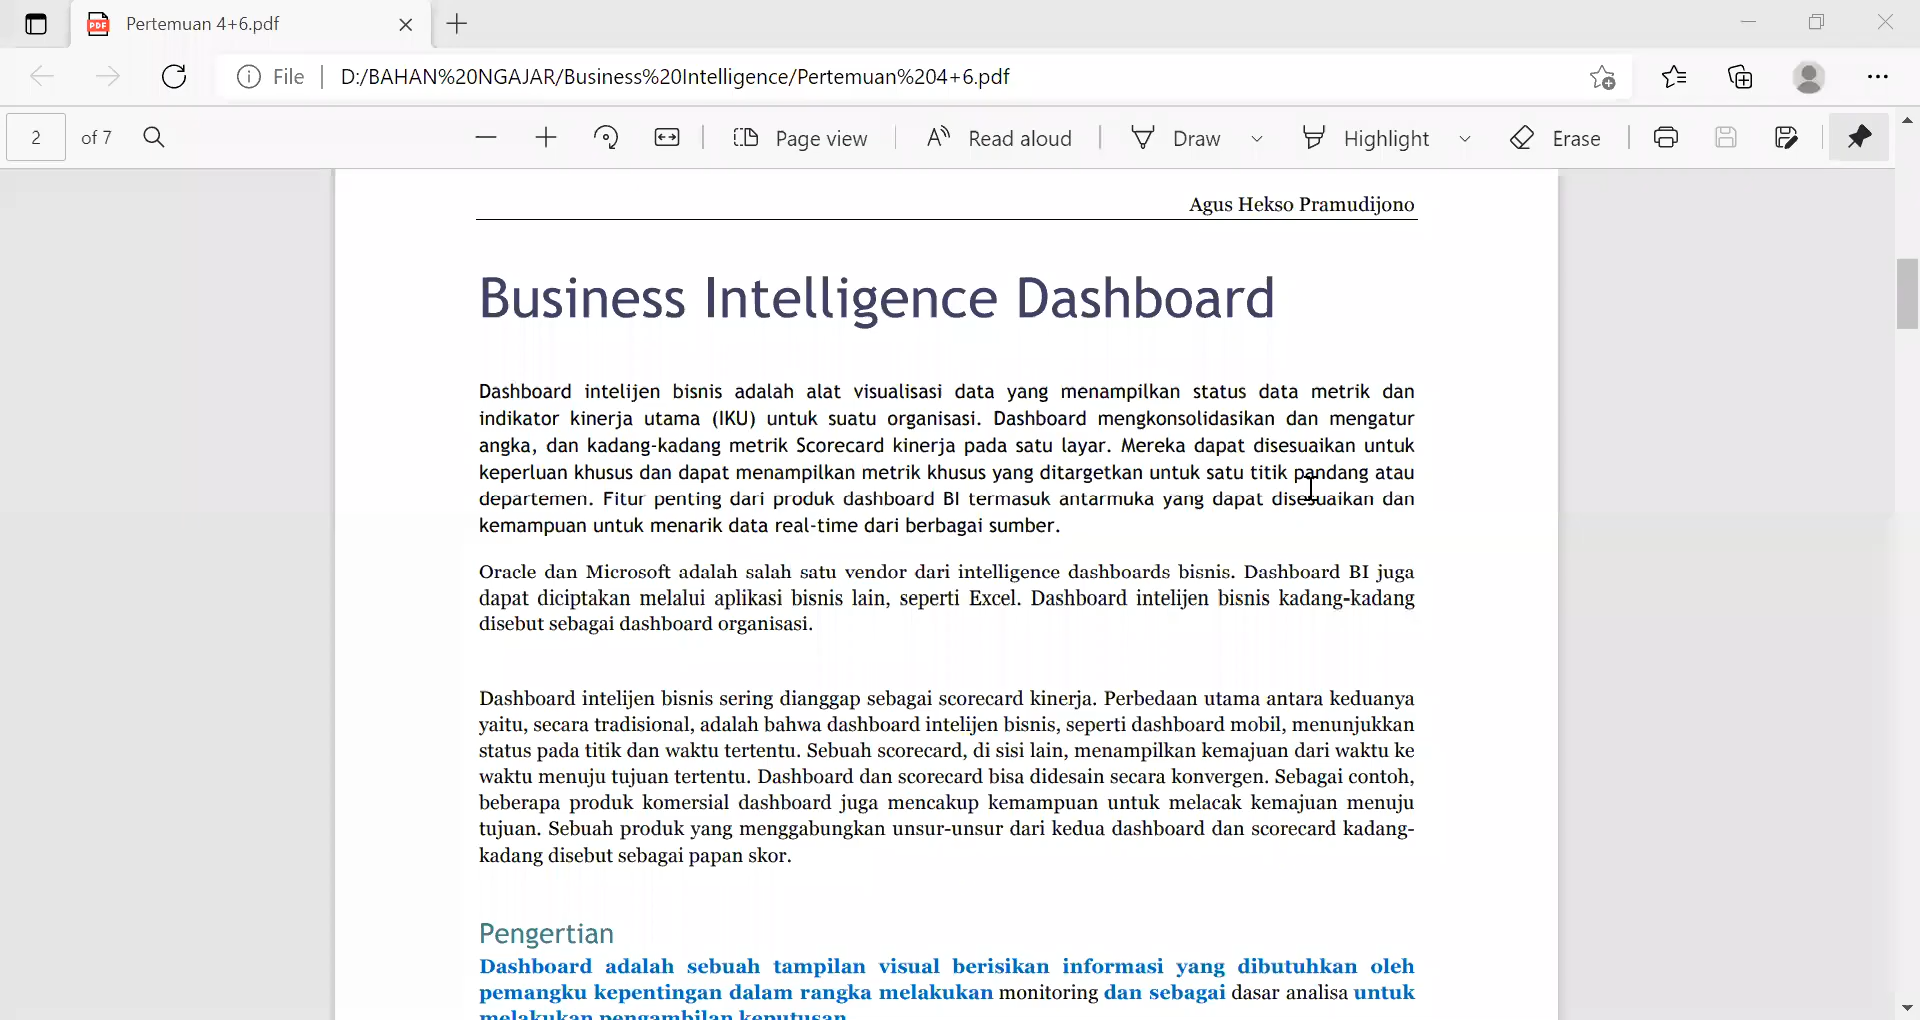 Pertemuan 4+6.pdf
File
D:/BAHAN%20NGAJAR/Business%20Intelligence/Pertemuan%204+6.pdf
2 of 7
Page view
Read aloud
Draw
Highlight
Erase
Agus Hekso Pramudijono
Business Intelligence Dashboard
Dashboard intelijen bisnis adalah alat visualisasi data yang menampilkan status data metrik dan
indikator kinerja utama (IKU) untuk suatu organisasi. Dashboard mengkonsolidasikan dan mengatur
angka, dan kadang-kadang metrik Scorecard kinerja pada satu layar. Mereka dapat disesuaikan untuk
keperluan khusus dan dapat menampilkan metrik khusus yang ditargetkan untuk satu titik pandang atau
departemen. Fitur penting dari produk dashboard BI termasuk antarmuka yang dapat disesuaikan dan
kemampuan untuk menarik data real-time dari berbagai sumber.
Oracle dan Microsoft adalah salah satu vendor dari intelligence dashboards bisnis. Dashboard BI juga
dapat diciptakan melalui aplikasi bisnis lain, seperti Excel. Dashboard intelijen bisnis kadang-kadang
disebut sebagai dashboard organisasi.
Dashboard intelijen bisnis sering dianggap sebagai scorecard kinerja. Perbedaan utama antara keduanya
yaitu, secara tradisional, adalah bahwa dashboard intelijen bisnis, seperti dashboard mobil, menunjukkan
status pada titik dan waktu tertentu. Sebuah scorecard, di sisi lain, menampilkan kemajuan dari waktu ke
waktu menuju tujuan tertentu. Dashboard dan scorecard bisa didesain secara konvergen. Sebagai contoh,
beberapa produk komersial dashboard juga mencakup kemampuan untuk melacak kemajuan menuju
tujuan. Sebuah produk yang menggabungkan unsur-unsur dari kedua dashboard dan scorecard kadang-
kadang disebut sebagai papan skor.
Pengertian
Dashboard adalah sebuah tampilan visual berisikan informasi yang dibutuhkan oleh
pemangku kepentingan dalam rangka melakukan monitoring dan sebagai dasar analisa untuk
melakukan pengambilan keputusan